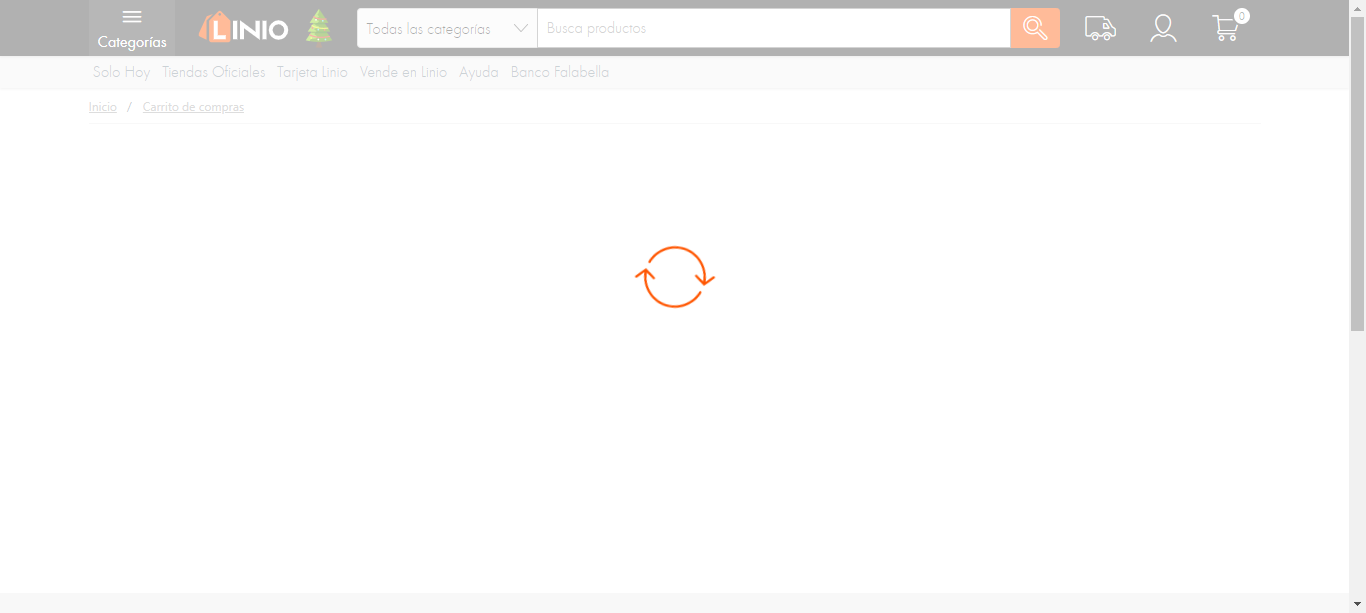 Categorías
LINIO
Todas las categorías
Busca productos
0
Solo Hoy Tiendas Oficiales Tarjeta Linio Vende en Linio Ayuda Banco Falabella
Inicio / Carrito de compras